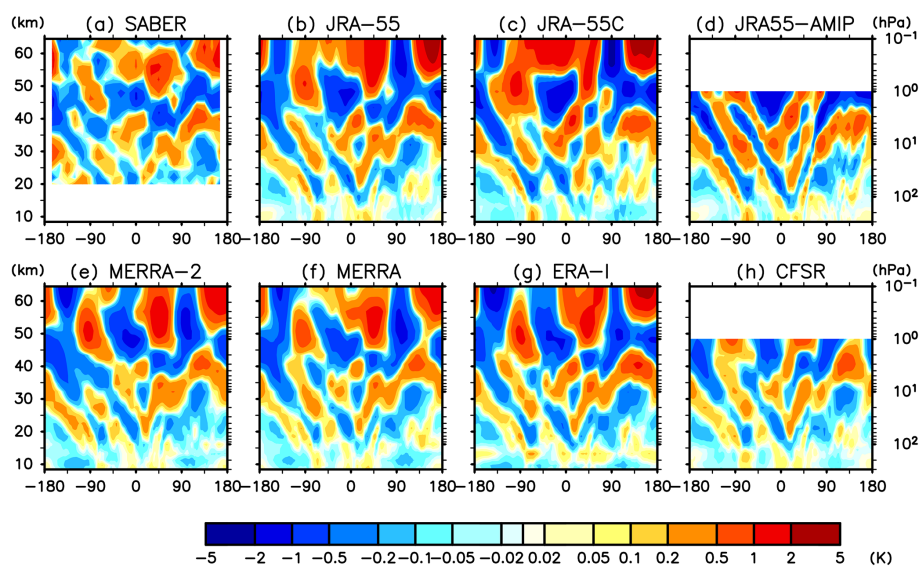 (km) (a) SABER (b) JRA−55 (c) JRA−55C (d) JRA55−AMIP (hPa)
60 10⁻¹
50 10⁰
40
30 10¹
20 10²
10
−180 −90 0 90 180−180 −90 0 90 180−180 −90 0 90 180−180 −90 0 90 180
(km) (e) MERRA−2 (f) MERRA (g) ERA−I (h) CFSR (hPa)
60 10⁻¹
50 10⁰
40
30 10¹
20 10²
10
−180 −90 0 90 180−180 −90 0 90 180−180 −90 0 90 180−180 −90 0 90 180
−5 −2 −1 −0.5 −0.2 −0.1 −0.05 −0.02 0.02 0.05 0.1 0.2 0.5 1 2 5 (K)